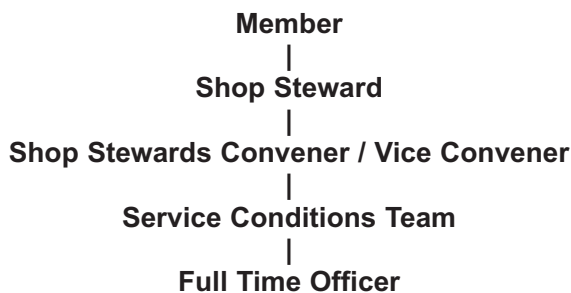 Member
Shop Steward
Shop Stewards Convener / Vice Convener
Service Conditions Team
Full Time Officer